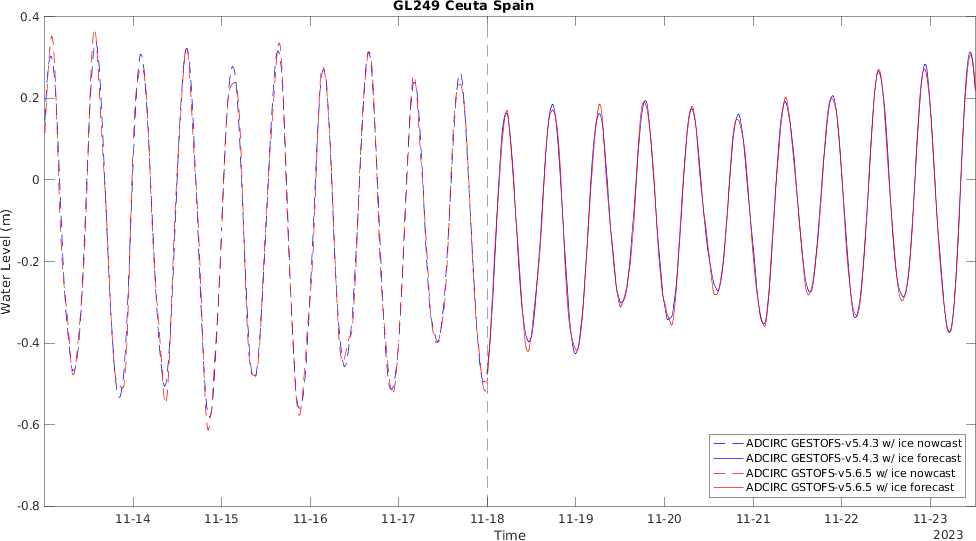 GL249 Ceuta Spain
0.4
0.2
0
-0.2
-0.4
-0.6
-0.8
Water Level (m)
ADCIRC GESTOFS-v5.4.3 w/ ice nowcast
ADCIRC GESTOFS-v5.4.3 w/ ice forecast
ADCIRC GSTOFS-v5.6.5 w/ ice nowcast
ADCIRC GSTOFS-v5.6.5 w/ ice forecast
11-14 11-15 11-16 11-17 11-18 11-19 11-20 11-21 11-22 11-23
Time
2023